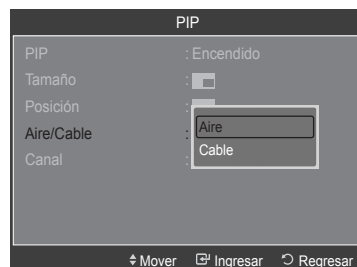 PIP
PIP : Encendido
Tamaño :
Posición :
Aire/Cable :
Aire
Cable
Canal :
Mover Ingresar Regresar